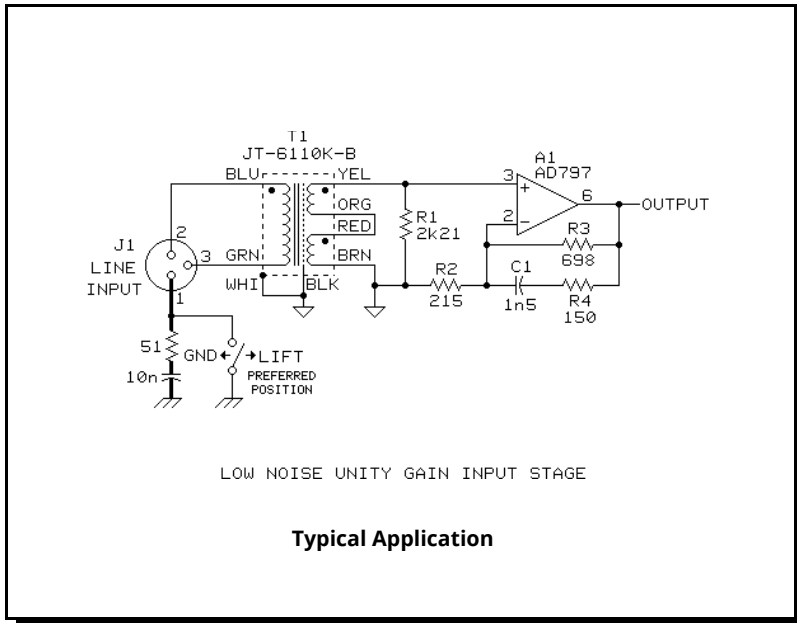 T1
JT-6110K-B
BLU
YEL
ORG
RED
GRN
BRN
WHI
BLK
J1
LINE
INPUT
2
3
1
R1
2k21
R2
215
A1
AD797
3
+
2
-
6
OUTPUT
R3
698
C1
1n5
R4
150
51
10n
GND
LIFT
PREFERRED
POSITION
LOW NOISE UNITY GAIN INPUT STAGE
Typical Application